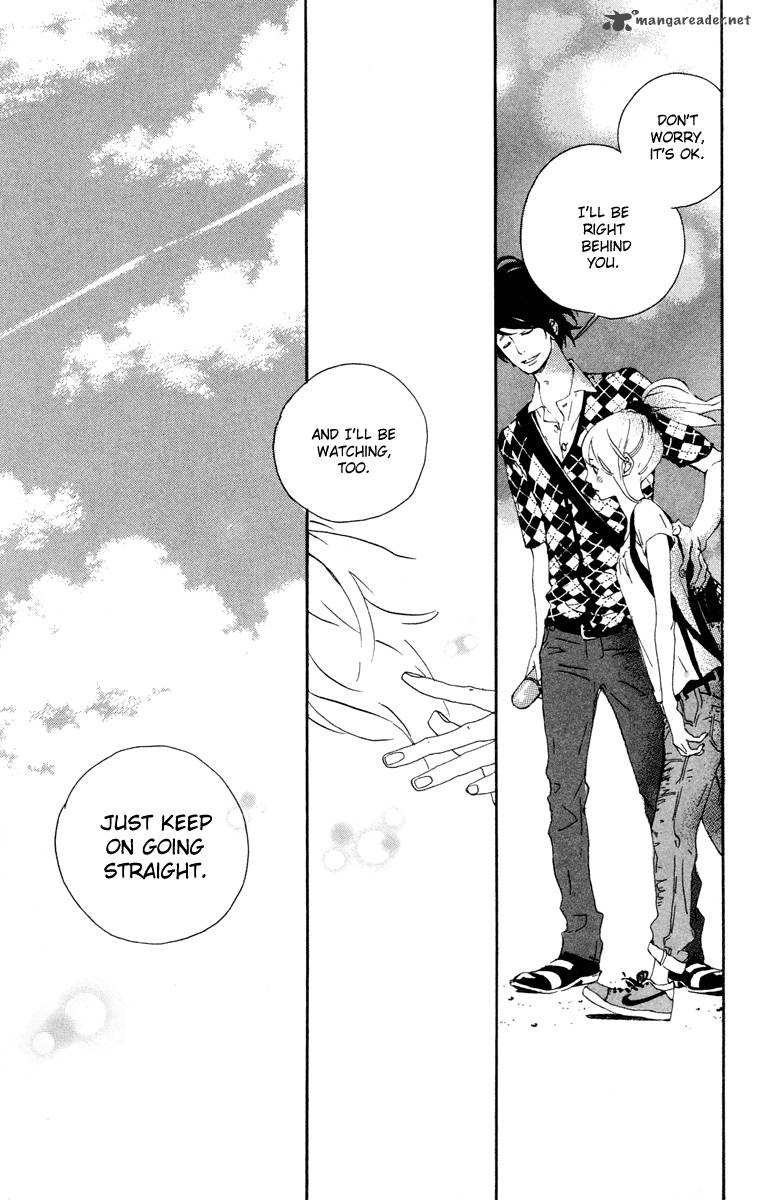 mangareader.net
DON'T
WORRY,
IT'S OK.
I'LL BE
RIGHT
BEHIND
YOU.
AND I'LL BE
WATCHING,
TOO.
JUST KEEP
ON GOING
STRAIGHT.